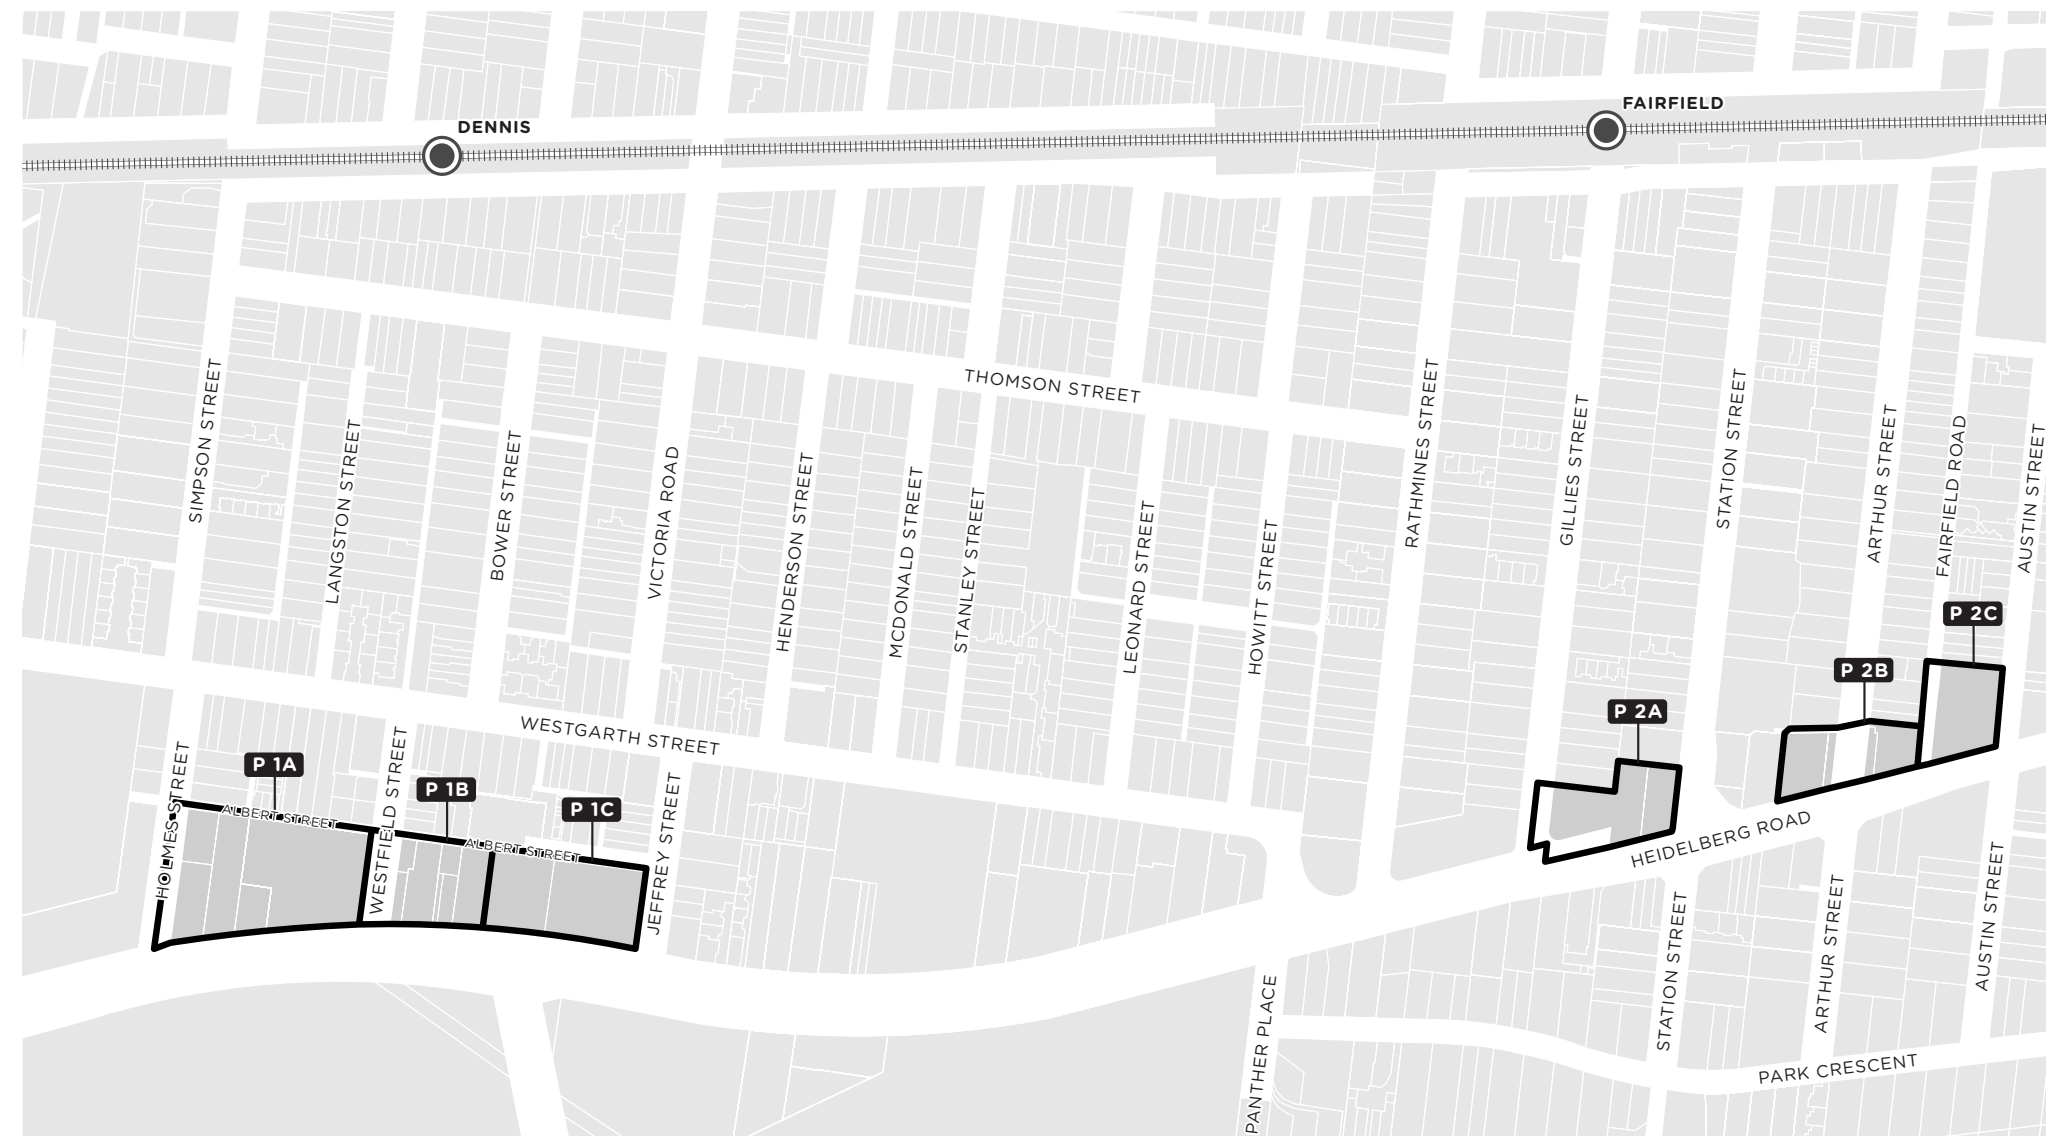 FAIRFIELD
DENNIS
THOMSON STREET
SIMPSON STREET
LANGSTON STREET
BOWER STREET
VICTORIA ROAD
HENDERSON STREET
MCDONALD STREET
STANLEY STREET
LEONARD STREET
HOWITT STREET
RATHMINES STREET
GILLIES STREET
STATION STREET
ARTHUR STREET
FAIRFIELD ROAD
AUSTIN STREET
P 2C
P 2B
P 2A
WESTGARTH STREET
P 1A
P 1B
P 1C
HOLMES STREET
ALBERT STREET
WESTFIELD STREET
ALBERT STREET
JEFFREY STREET
HEIDELBERG ROAD
STATION STREET
ARTHUR STREET
AUSTIN STREET
PANTHER PLACE
PARK CRESCENT